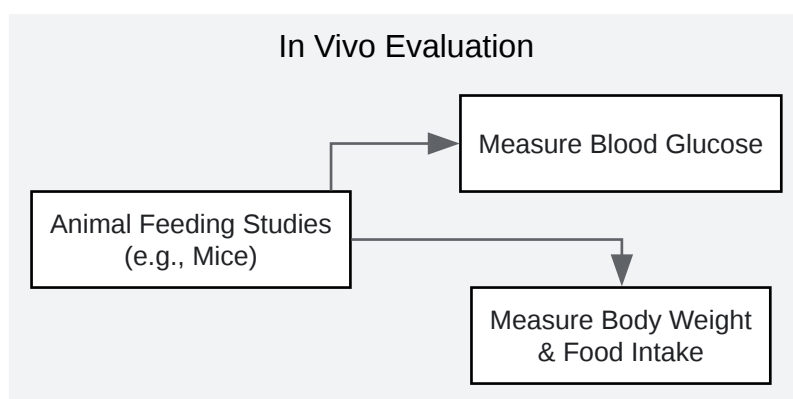 In Vivo Evaluation
Measure Blood Glucose
Animal Feeding Studies
(e.g., Mice)
Measure Body Weight
& Food Intake